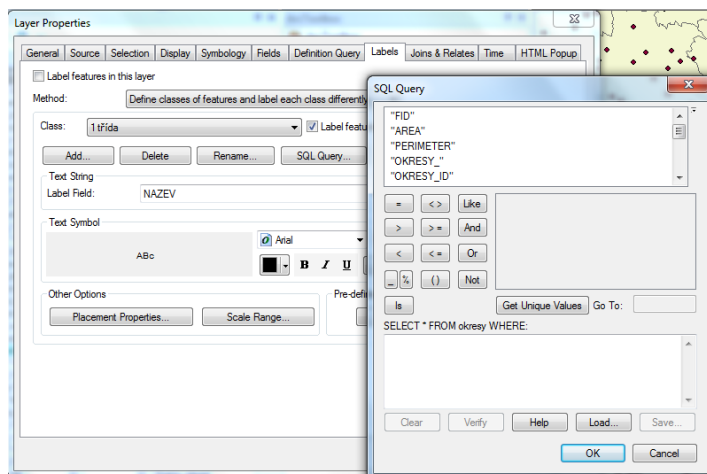 Layer Properties
General Source Selection Display Symbology Fields Definition Query Labels Joins & Relates Time HTML Popup
Label features in this layer
Method: Define classes of features and label each class differently
Class: 1 třída Label featu
Add... Delete Rename... SQL Query...
Text String
Label Field: NAZEV
Text Symbol
ABc
Arial
B I U
Other Options
Placement Properties... Scale Range...
Pre-defi
SQL Query
"FID"
"AREA"
"PERIMETER"
"OKRESY_"
"OKRESY_ID"
= < > Like
> > = And
< < = Or
_ % ( ) Not
Is Get Unique Values Go To:
SELECT * FROM okresy WHERE:
Clear Verify Help Load... Save...
OK Cancel